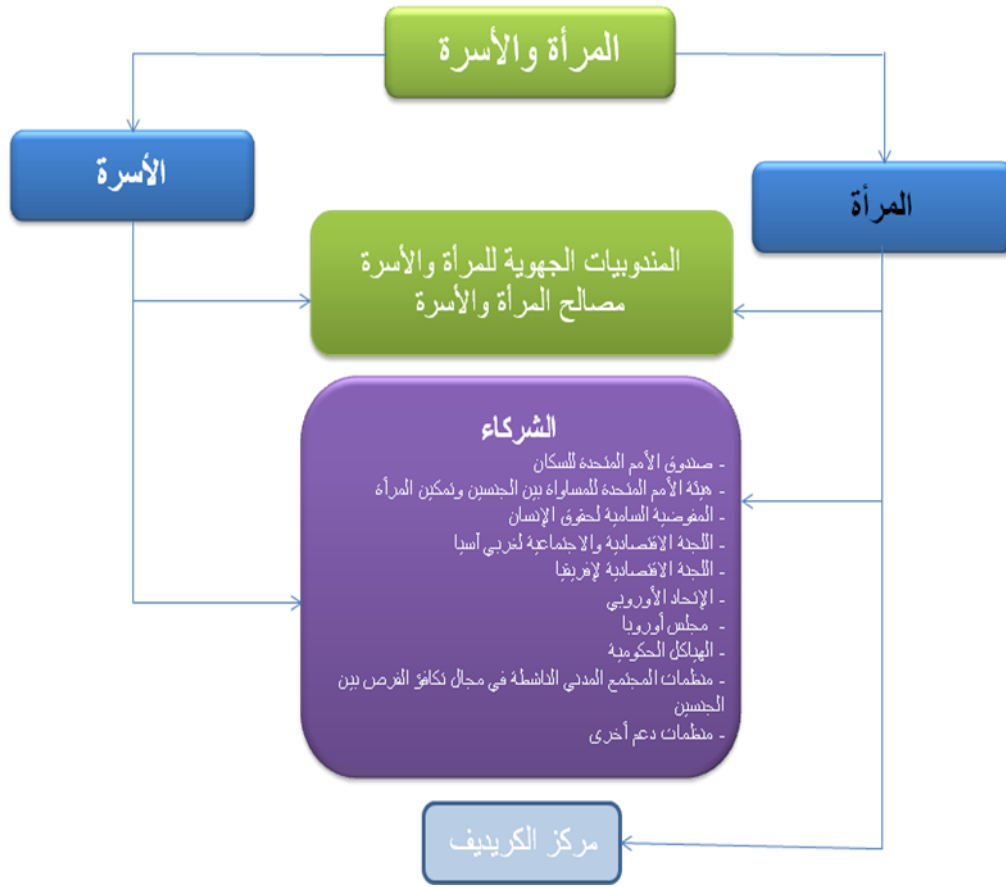 المرأة والأسرة
المرأة
الأسرة
المندوبيات الجهوية للمرأة والأسرة
مصالح المرأة والأسرة
الشركاء
- صندوق الأمم المتحدة للسكان
- هيئة الأمم المتحدة للمساواة بين الجنسين وتمكين المرأة
- المفوضية السامية لحقوق الإنسان
- اللجنة الاقتصادية والاجتماعية لغربي آسيا
- اللجنة الاقتصادية لإفريقيا
- الإتحاد الأوروبي
- مجلس أوروبا
- الهياكل الحكومية
- منظمات المجتمع المدني الناشطة في مجال تكافؤ الفرص بين
الجنسين
- منظمات دعم أخرى
مركز الكريديف